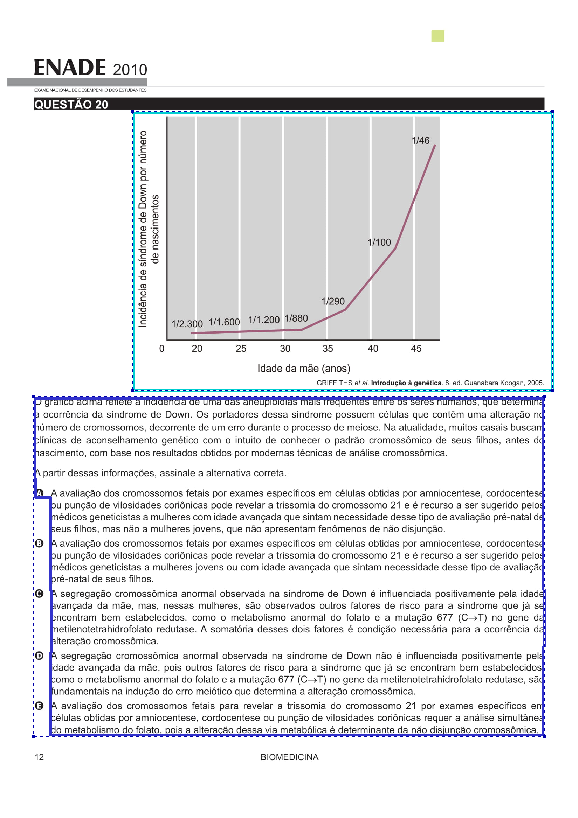 ENADE 2010
EXAME NACIONAL DE DESEMPENHO DOS ESTUDANTES
QUESTÃO 20
Incidência de síndrome de Down por número
de nascimentos
1/46
1/100
1/290
1/2.300 1/1.600 1/1.200 1/880
0 20 25 30 35 40 45
Idade da mãe (anos)
GRIFFITHS et al. Introdução à genética. 8. ed. Guanabara Koogan, 2005.
O gráfico acima reflete a incidência de uma das aneuploidias mais frequentes entre os seres humanos, que determina
a ocorrência da síndrome de Down. Os portadores dessa síndrome possuem células que contêm uma alteração no
número de cromossomos, decorrente de um erro durante o processo de meiose. Na atualidade, muitos casais buscam
clínicas de aconselhamento genético com o intuito de conhecer o padrão cromossômico de seus filhos, antes do
nascimento, com base nos resultados obtidos por modernas técnicas de análise cromossômica.
A partir dessas informações, assinale a alternativa correta.
A A avaliação dos cromossomos fetais por exames específicos em células obtidas por amniocentese, cordocentese
ou punção de vilosidades coriônicas pode revelar a trissomia do cromossomo 21 e é recurso a ser sugerido pelos
médicos geneticistas a mulheres com idade avançada que sintam necessidade desse tipo de avaliação pré-natal de
seus filhos, mas não a mulheres jovens, que não apresentam fenômenos de não disjunção.
B A avaliação dos cromossomos fetais por exames específicos em células obtidas por amniocentese, cordocentese
ou punção de vilosidades coriônicas pode revelar a trissomia do cromossomo 21 e é recurso a ser sugerido pelos
médicos geneticistas a mulheres jovens ou com idade avançada que sintam necessidade desse tipo de avaliação
pré-natal de seus filhos.
C A segregação cromossômica anormal observada na síndrome de Down é influenciada positivamente pela idade
avançada da mãe, mas, nessas mulheres, são observados outros fatores de risco para a síndrome que já se
encontram bem estabelecidos, como o metabolismo anormal do folato e a mutação 677 (C→T) no gene da
metilenotetrahidrofolato redutase. A somatória desses dois fatores é condição necessária para a ocorrência da
alteração cromossômica.
D A segregação cromossômica anormal observada na síndrome de Down não é influenciada positivamente pela
idade avançada da mãe, pois outros fatores de risco para a síndrome que já se encontram bem estabelecidos,
como o metabolismo anormal do folato e a mutação 677 (C→T) no gene da metilenotetrahidrofolato redutase, são
fundamentais na indução do erro meiótico que determina a alteração cromossômica.
E A avaliação dos cromossomos fetais para revelar a trissomia do cromossomo 21 por exames específicos em
células obtidas por amniocentese, cordocentese ou punção de vilosidades coriônicas requer a análise simultânea
do metabolismo do folato, pois a alteração dessa via metabólica é determinante da não disjunção cromossômica.
12 BIOMEDICINA